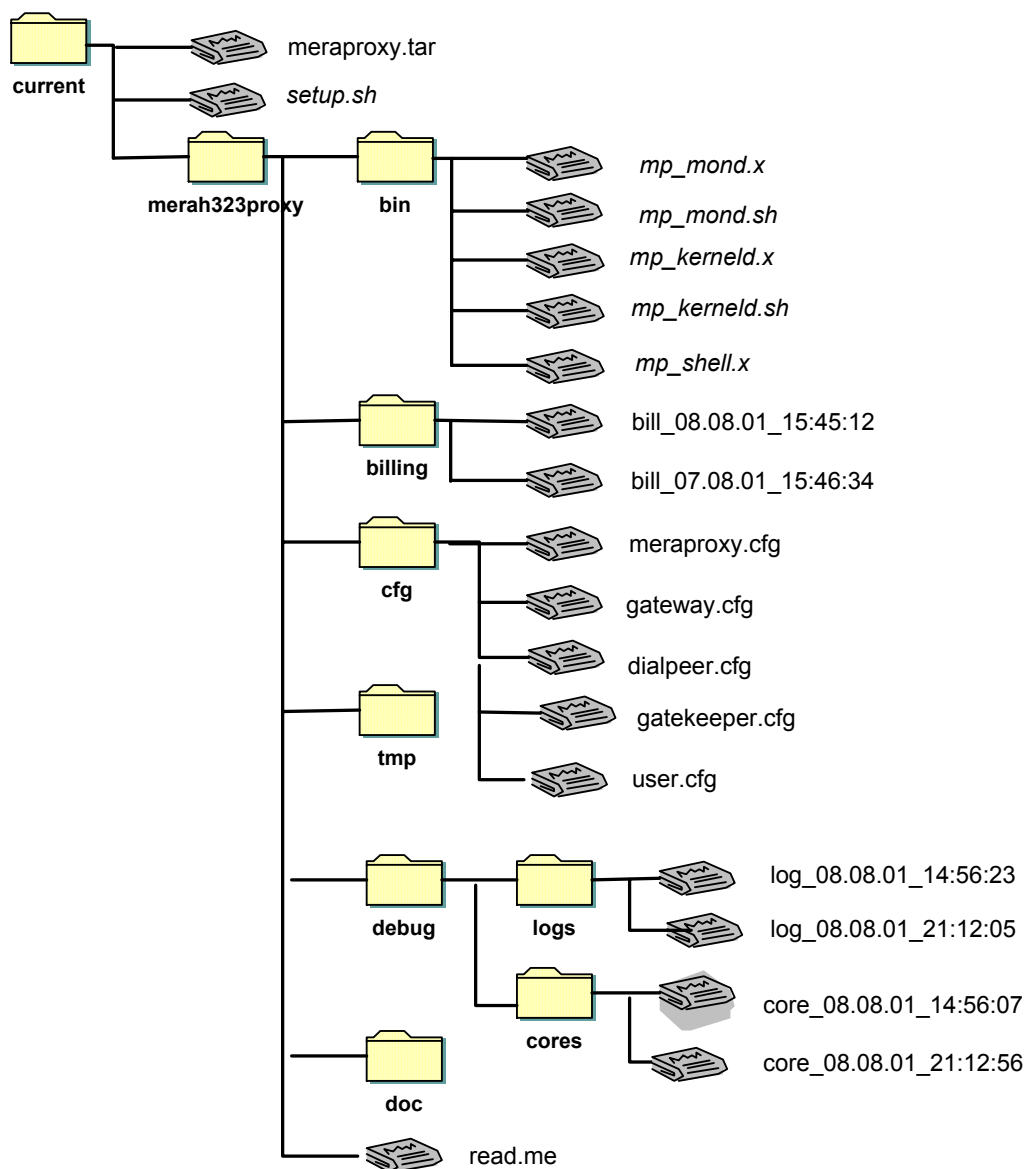 meraproxy.tar
current
setup.sh
merah323proxy
bin
mp_mond.x
mp_mond.sh
mp_kerneld.x
mp_kerneld.sh
mp_shell.x
billing
bill_08.08.01_15:45:12
bill_07.08.01_15:46:34
cfg
meraproxy.cfg
gateway.cfg
dialpeer.cfg
gatekeeper.cfg
user.cfg
tmp
debug
logs
log_08.08.01_14:56:23
log_08.08.01_21:12:05
cores
core_08.08.01_14:56:07
core_08.08.01_21:12:56
doc
read.me